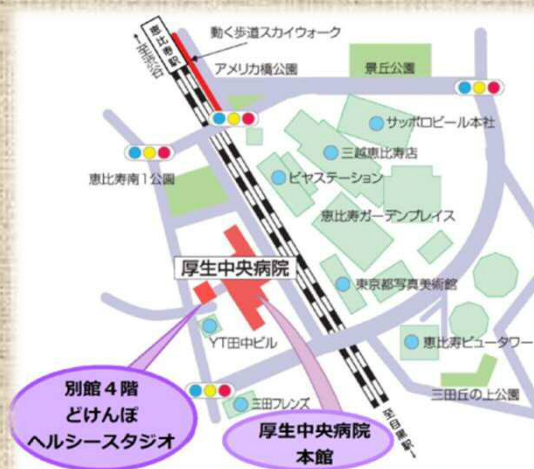 恵比寿駅
←至渋谷
動く歩道スカイウォーク
アメリカ橋公園
景丘公園
サッポロビール本社
三越恵比寿店
ビヤステーション
恵比寿南1公園
恵比寿ガーデンプレイス
厚生中央病院
東京都写真美術館
YT田中ビル
恵比寿ビュータワー
別館4階
どけんぽ
ヘルシースタジオ
三田フレンズ
厚生中央病院
本館
三田丘の上公園
至目黒駅→